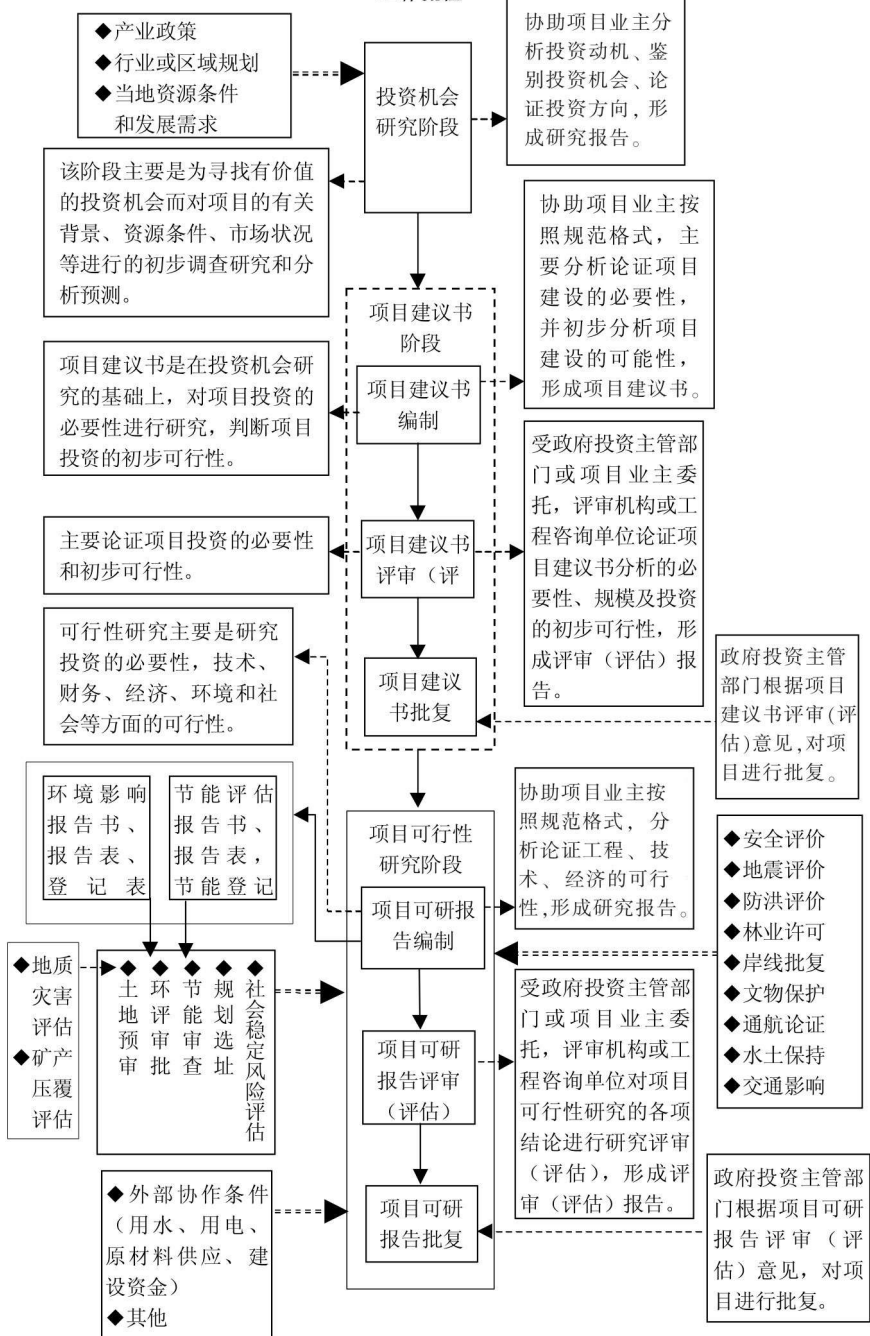 ◆产业政策
◆行业或区域规划
◆当地资源条件
和发展需求
投资机会
研究阶段
协助项目业主分
析投资动机、鉴
别投资机会、论
证投资方向，形
成研究报告。
该阶段主要是为寻找有价值
的投资机会而对项目的有关
背景、资源条件、市场状况
等进行的初步调查研究和分
析预测。
项目建议书
阶段
协助项目业主按
照规范格式，主
要分析论证项目
建设的必要性，
并初步分析项目
建设的可能性，
形成项目建议书。
项目建议书是在投资机会研
究的基础上，对项目投资的
必要性进行研究，判断项目
投资的初步可行性。
项目建议书
编制
受政府投资主管部
门或项目业主委
托，评审机构或工
程咨询单位论证项
目建议书分析的必
要性、规模及投资
的初步可行性，形
成评审（评估）报
告。
主要论证项目投资的必要性
和初步可行性。
项目建议书
评审（评
可行性研究主要是研究
投资的必要性，技术、
财务、经济、环境和社
会等方面的可行性。
项目建议
书批复
政府投资主管
部门根据项目
建议书评审(评
估)意见,对项
目进行批复。
环境影响
报告书、
报告表、
登记表
节能评估
报告书、
报告表，
节能登记
项目可行性
研究阶段
协助项目业主按
照规范格式，分
析论证工程、技
术、经济的可行
性,形成研究报告。
项目可研报
告编制
◆安全评价
◆地震评价
◆防洪评价
◆林业许可
◆岸线批复
◆文物保护
◆通航论证
◆水土保持
◆交通影响
◆地质
灾害
评估
◆矿产
压覆
评估
◆土地预审
◆环评审批
◆节能审查
◆规划选址
◆社会稳定风险评估
项目可研
报告评审
（评估）
受政府投资主管部
门或项目业主委
托，评审机构或工
程咨询单位对项目
可行性研究的各项
结论进行研究评审
（评估），形成评
审（评估）报告。
◆外部协作条件
（用水、用电、
原材料供应、建
设资金）
◆其他
项目可研
报告批复
政府投资主管部
门根据项目可研
报告评审（评
估）意见，对项
目进行批复。